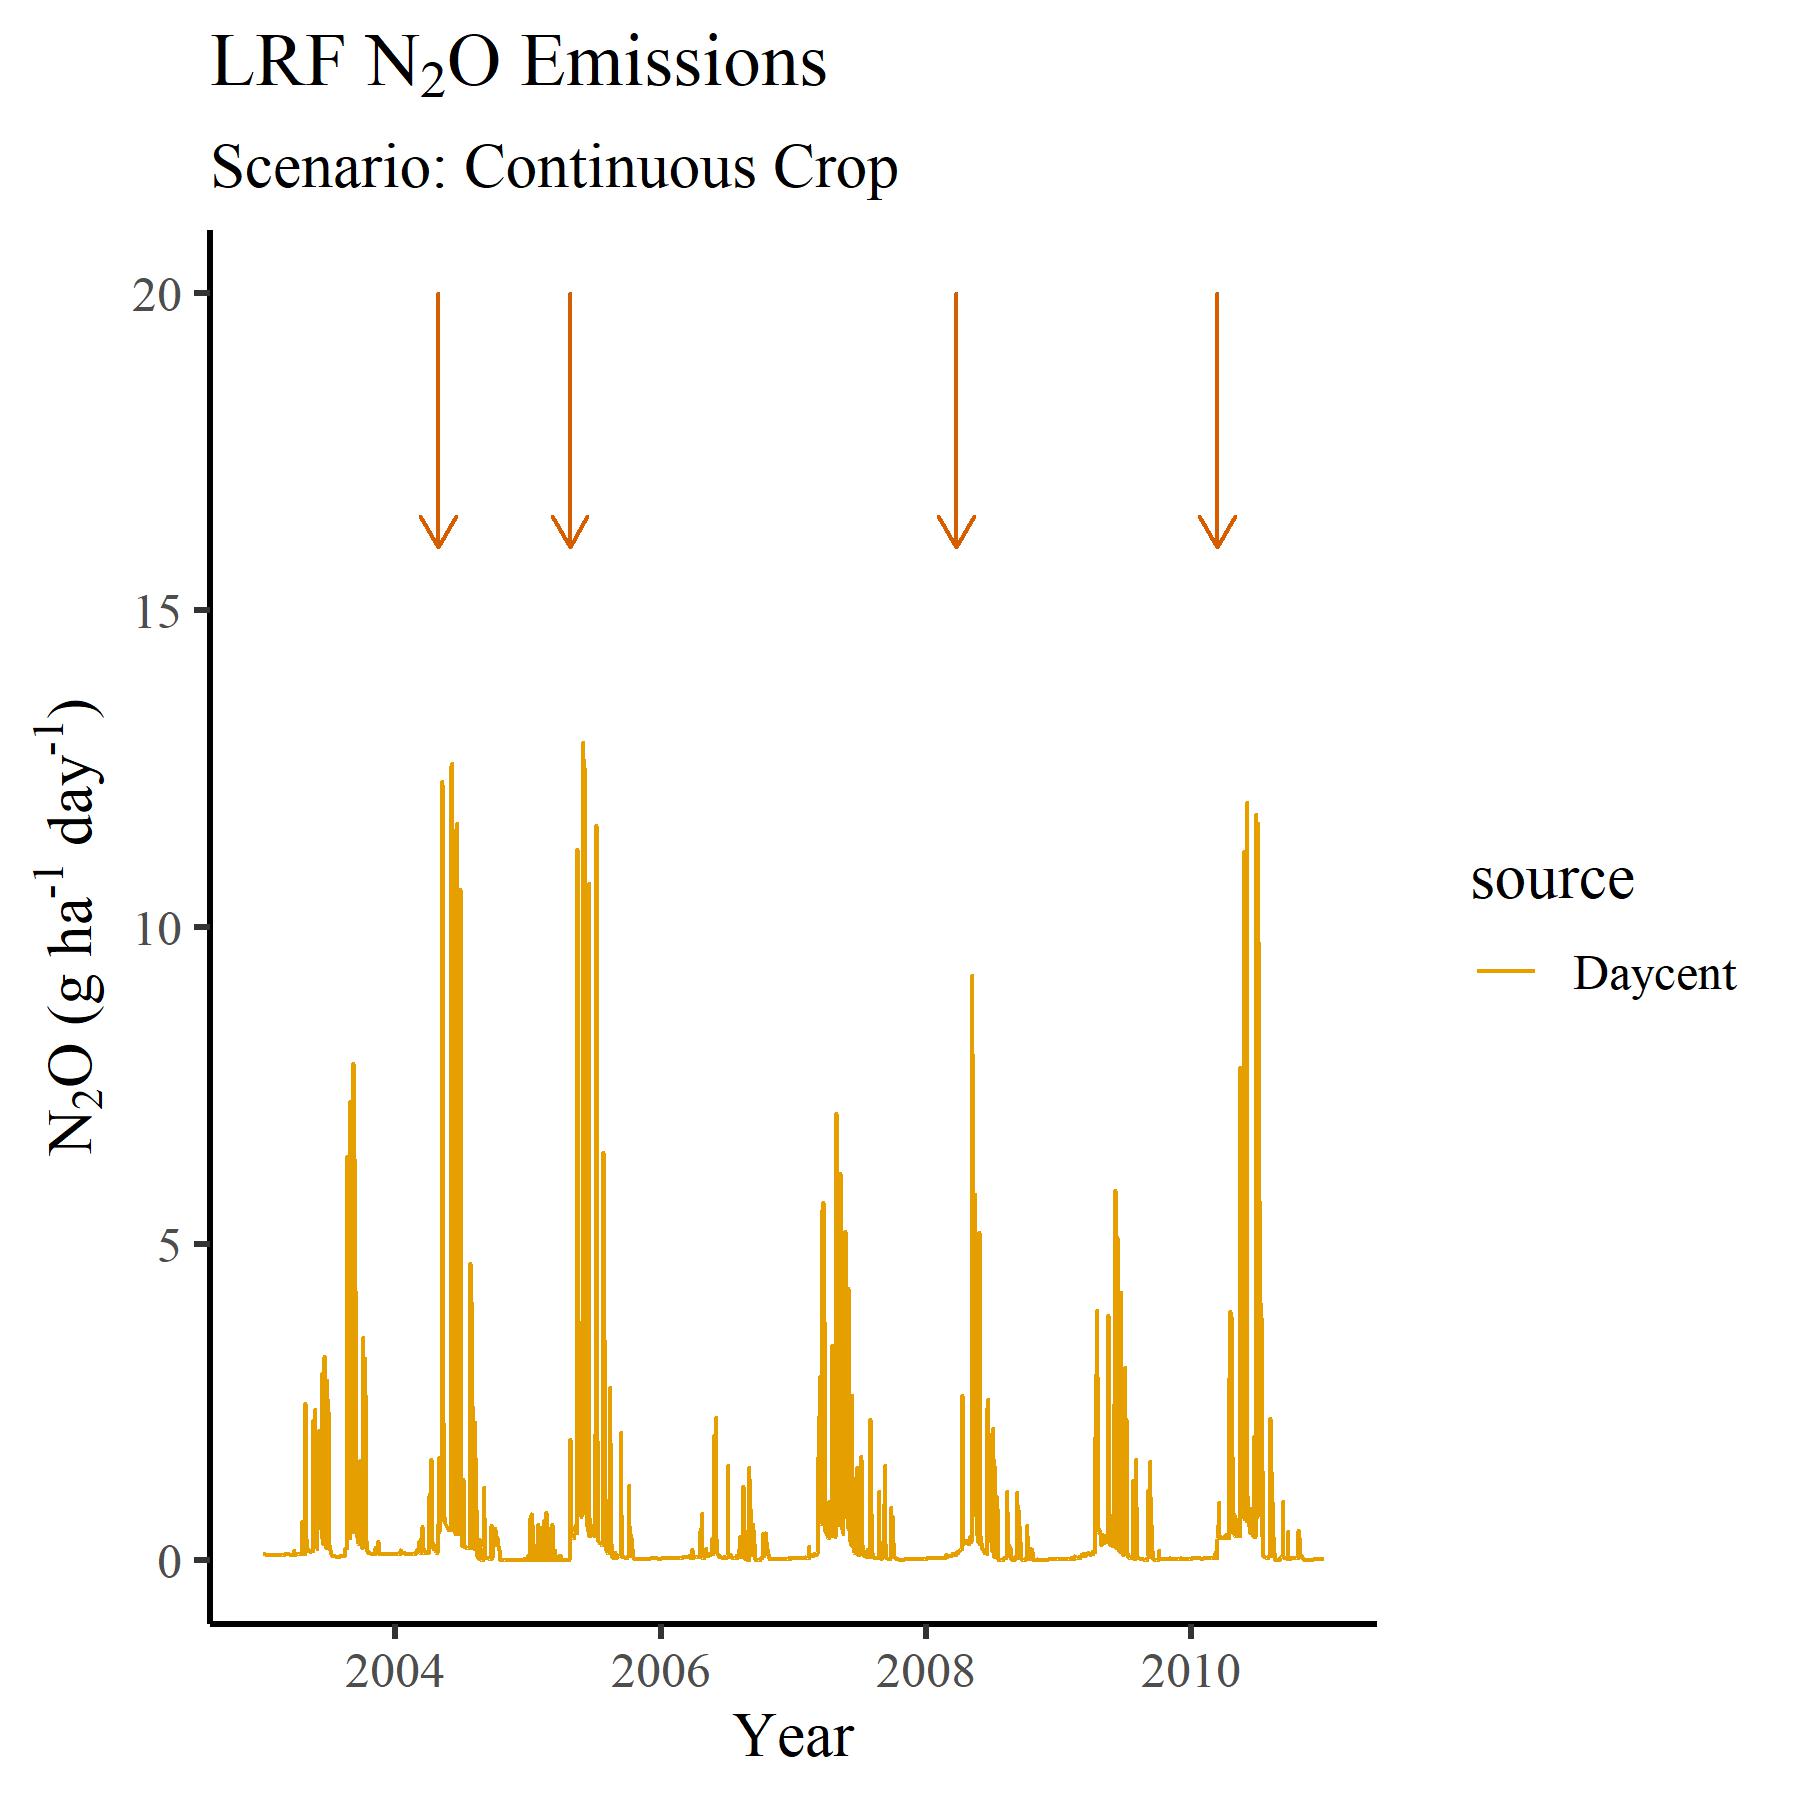 LRF N₂O Emissions
Scenario: Continuous Crop
20
15
10
5
0
N₂O (g ha⁻¹ day⁻¹)
2004 2006 2008 2010
Year
source
Daycent